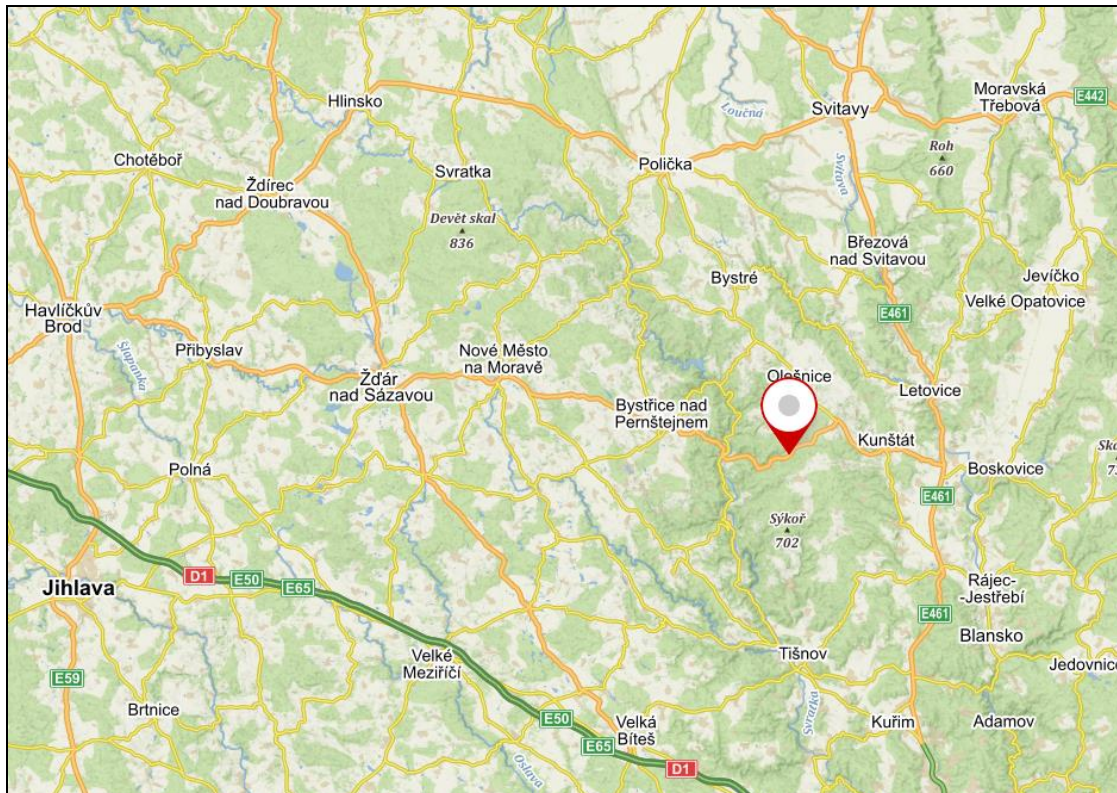 Hlinsko
Loučná
Svitavy
Moravská
Třebová
E442
Chotěboř
Svratka
Polička
Svitava
Roh
660
Ždírec
nad Doubravou
Devět skal
836
Březová
nad Svitavou
Bystré
Jevíčko
Velké Opatovice
Havlíčkův
Brod
E461
Šlapanka
Přibyslav
Nové Město
na Moravě
Žďár
nad Sázavou
Olešnice
Letovice
Bystřice nad
Pernštejnem
Kunštát
Polná
Boskovice
Ska
7
E461
Sýkoř
702
D1
E50
E65
Jihlava
Rájec-
-Jestřebí
E461
Blansko
Velké
Meziříčí
Tišnov
Jedovnice
E59
Brtnice
Svratka
Kuřim
Adamov
E50
Velká
Bíteš
E65
Oslava
D1